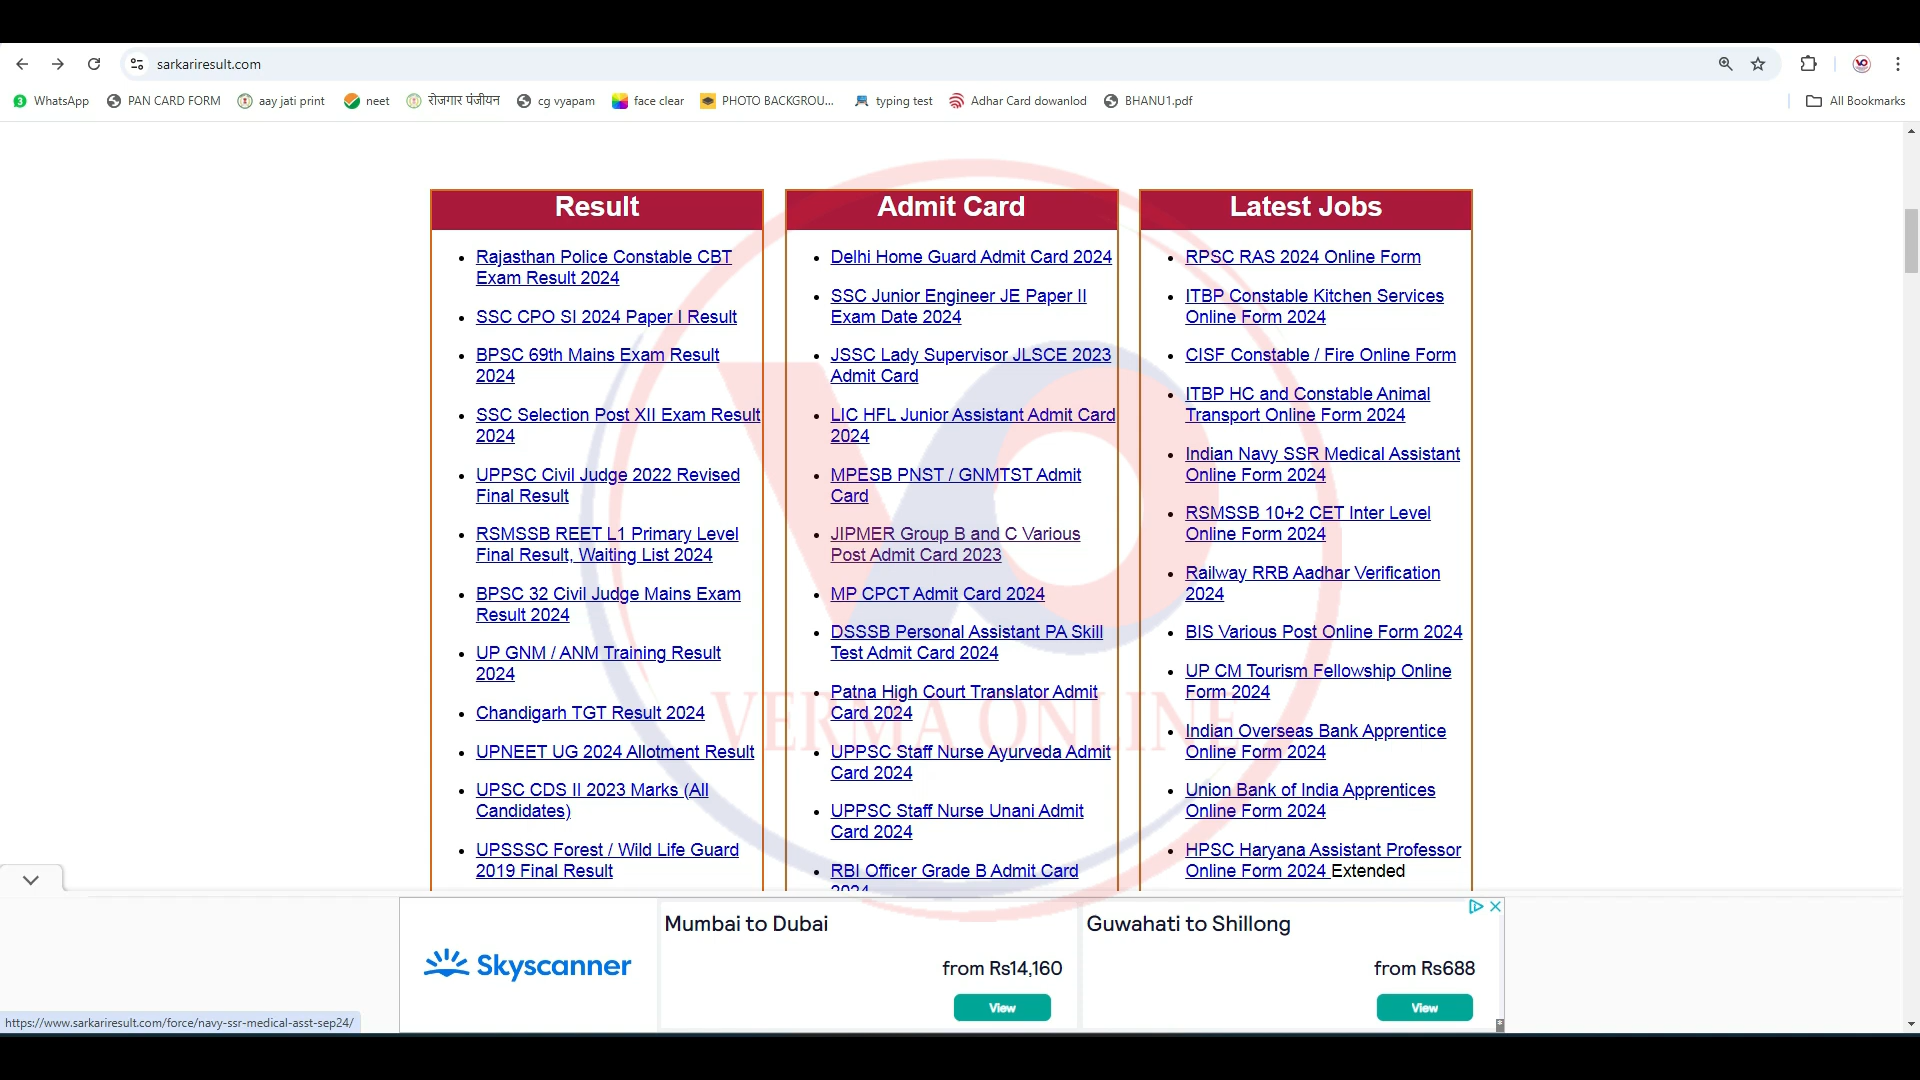 sarkariresult.com
WhatsApp PAN CARD FORM aay jati print neet रोजगार पंजीयन cg vyapam face clear PHOTO BACKGROU... typing test Adhar Card dowanlod BHANU1.pdf All Bookmarks
Result
Rajasthan Police Constable CBT
Exam Result 2024
SSC CPO SI 2024 Paper I Result
BPSC 69th Mains Exam Result
2024
SSC Selection Post XII Exam Result
2024
UPPSC Civil Judge 2022 Revised
Final Result
RSMSSB REET L1 Primary Level
Final Result, Waiting List 2024
BPSC 32 Civil Judge Mains Exam
Result 2024
UP GNM / ANM Training Result
2024
Chandigarh TGT Result 2024
UPNEET UG 2024 Allotment Result
UPSC CDS II 2023 Marks (All
Candidates)
UPSSSC Forest / Wild Life Guard
2019 Final Result
Admit Card
Delhi Home Guard Admit Card 2024
SSC Junior Engineer JE Paper II
Exam Date 2024
JSSC Lady Supervisor JLSCE 2023
Admit Card
LIC HFL Junior Assistant Admit Card
2024
MPESB PNST / GNMTST Admit
Card
JIPMER Group B and C Various
Post Admit Card 2023
MP CPCT Admit Card 2024
DSSSB Personal Assistant PA Skill
Test Admit Card 2024
Patna High Court Translator Admit
Card 2024
UPPSC Staff Nurse Ayurveda Admit
Card 2024
UPPSC Staff Nurse Unani Admit
Card 2024
RBI Officer Grade B Admit Card
2024
Latest Jobs
RPSC RAS 2024 Online Form
ITBP Constable Kitchen Services
Online Form 2024
CISF Constable / Fire Online Form
ITBP HC and Constable Animal
Transport Online Form 2024
Indian Navy SSR Medical Assistant
Online Form 2024
RSMSSB 10+2 CET Inter Level
Online Form 2024
Railway RRB Aadhar Verification
2024
BIS Various Post Online Form 2024
UP CM Tourism Fellowship Online
Form 2024
Indian Overseas Bank Apprentice
Online Form 2024
Union Bank of India Apprentices
Online Form 2024
HPSC Haryana Assistant Professor
Online Form 2024 Extended
VERMA ONLINE
Skyscanner
Mumbai to Dubai
from Rs14,160
View
Guwahati to Shillong
from Rs688
View
https://www.sarkariresult.com/force/navy-ssr-medical-asst-sep24/